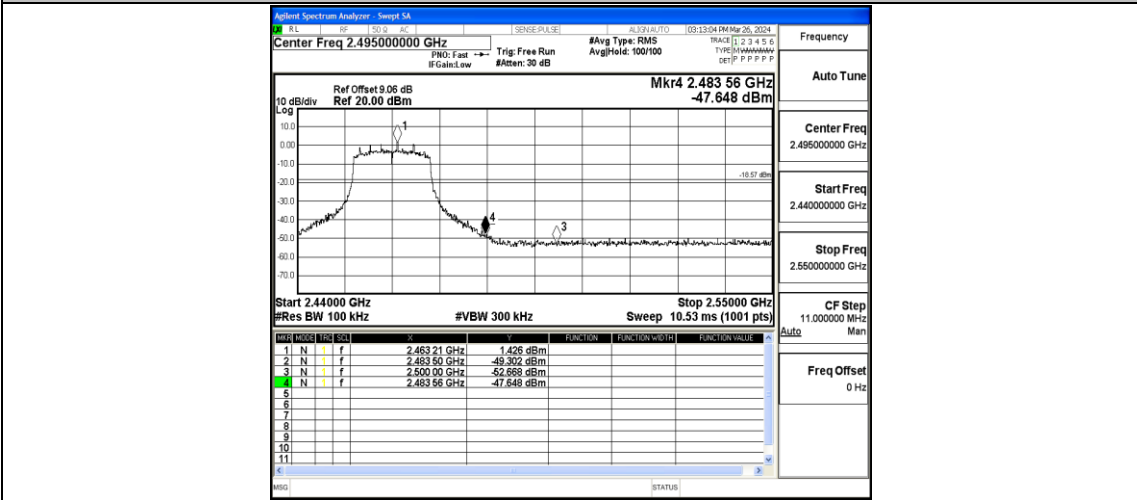 Agilent Spectrum Analyzer - Swept SA
RL RF 50 Ω AC SENSE:PULSE ALIGN AUTO 03:13:04 PM Mar 26, 2024
Center Freq 2.495000000 GHz
PNO: Fast
IFGain:Low
Trig: Free Run
#Atten: 30 dB
#Avg Type: RMS
Avg|Hold: 100/100
TRACE 1 2 3 4 5 6
TYPE MWWWWW
DET P P P P P P
Mkr4 2.483 56 GHz
-47.648 dBm
Ref Offset 9.06 dB
Ref 20.00 dBm
10 dB/div
Log
10.0
0.00
-10.0
-20.0
-30.0
-40.0
-50.0
-60.0
-70.0
1
4
3
-18.57 dBm
Start 2.44000 GHz
Stop 2.55000 GHz
#Res BW 100 kHz
#VBW 300 kHz
Sweep 10.53 ms (1001 pts)
MKR MODE TRC SCL X Y FUNCTION FUNCTION WIDTH FUNCTION VALUE
1 N 1 f 2.463 21 GHz 1.426 dBm
2 N 1 f 2.483 50 GHz -49.302 dBm
3 N 1 f 2.500 00 GHz -52.668 dBm
4 N 1 f 2.483 56 GHz -47.648 dBm
5
6
7
8
9
10
11
MSG
STATUS
Frequency
Auto Tune
Center Freq
2.495000000 GHz
Start Freq
2.440000000 GHz
Stop Freq
2.550000000 GHz
CF Step
11.000000 MHz
Auto Man
Freq Offset
0 Hz